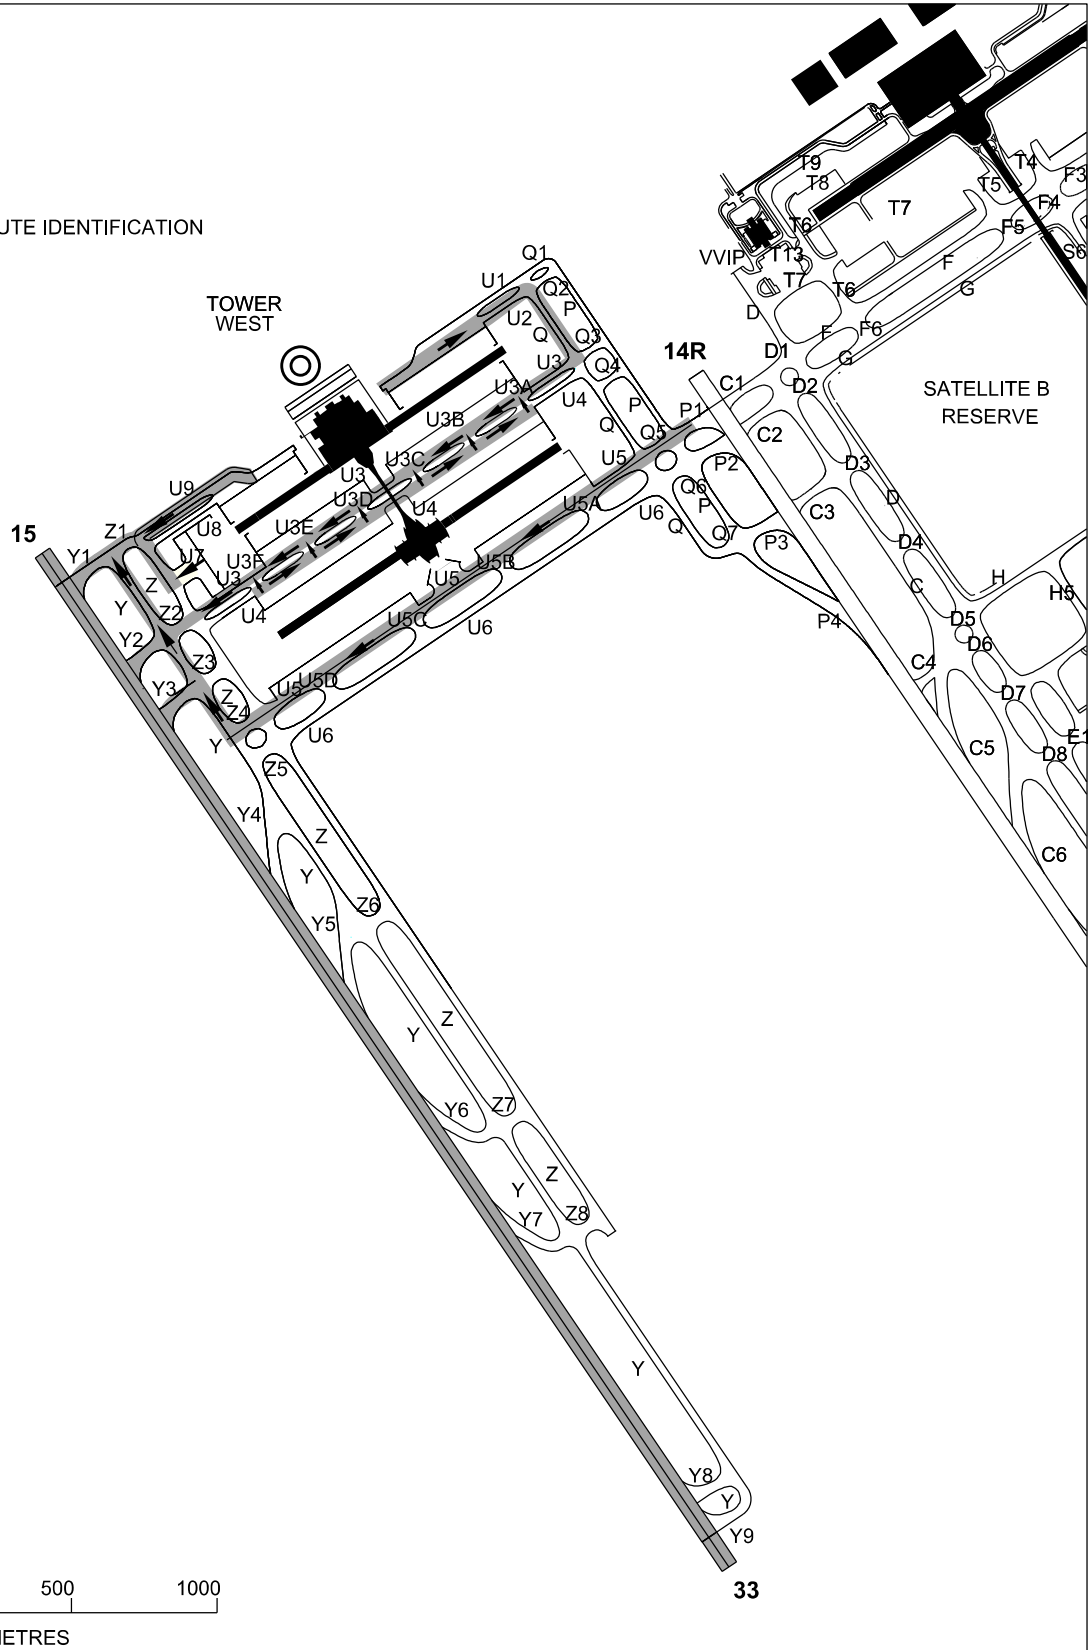 UTE IDENTIFICATION
TOWER
WEST
T9
T8
T7
T6
T5
T4
F3
F4
F5
VVIP
T13
T7
T6
S6
F
G
D
D1
F
F6
G
14R
C1
D2
C2
D3
C3
D
D4
C
SATELLITE B
RESERVE
H
H5
D5
D6
C4
D7
E1
D8
C5
C6
Q1
U1
Q2
P
U2
Q
Q3
U3
Q4
U3A
U4
U3B
P
Q
Q5
P1
U3C
U3
U5
P2
U3D
U4
U5A
U6
Q6
P
Q
Q7
P3
P4
U9
U8
U3E
U7
U3F
U3
U4
U5B
U5
U5C
U6
U5D
U5
U6
15
Y1
Z1
Z
Y
Z2
Y2
Z3
Y3
Z
Z4
Y
Z5
Y4
Z
Y
Y5
Z6
Z
Y
Y6
Z7
Z
Y
Y7
Z8
Y
Y8
Y
Y9
33
500
1000
METRES